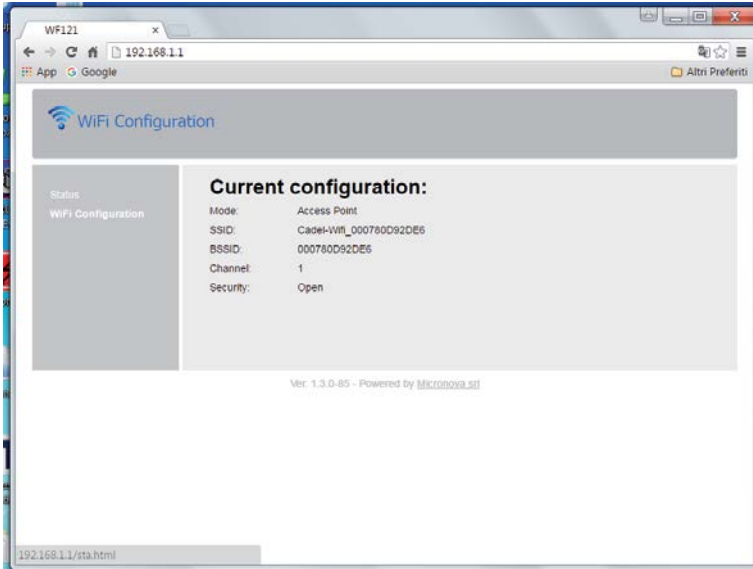 WF121
192.168.1.1
App Google Altri Preferiti
WiFi Configuration
Status
WiFi Configuration
Current configuration:
Mode: Access Point
SSID: Cadel-Wifi_000780D92DE6
BSSID: 000780D92DE6
Channel: 1
Security: Open
Ver. 1.3.0-85 - Powered by Micronova srl
192.168.1.1/sta.html